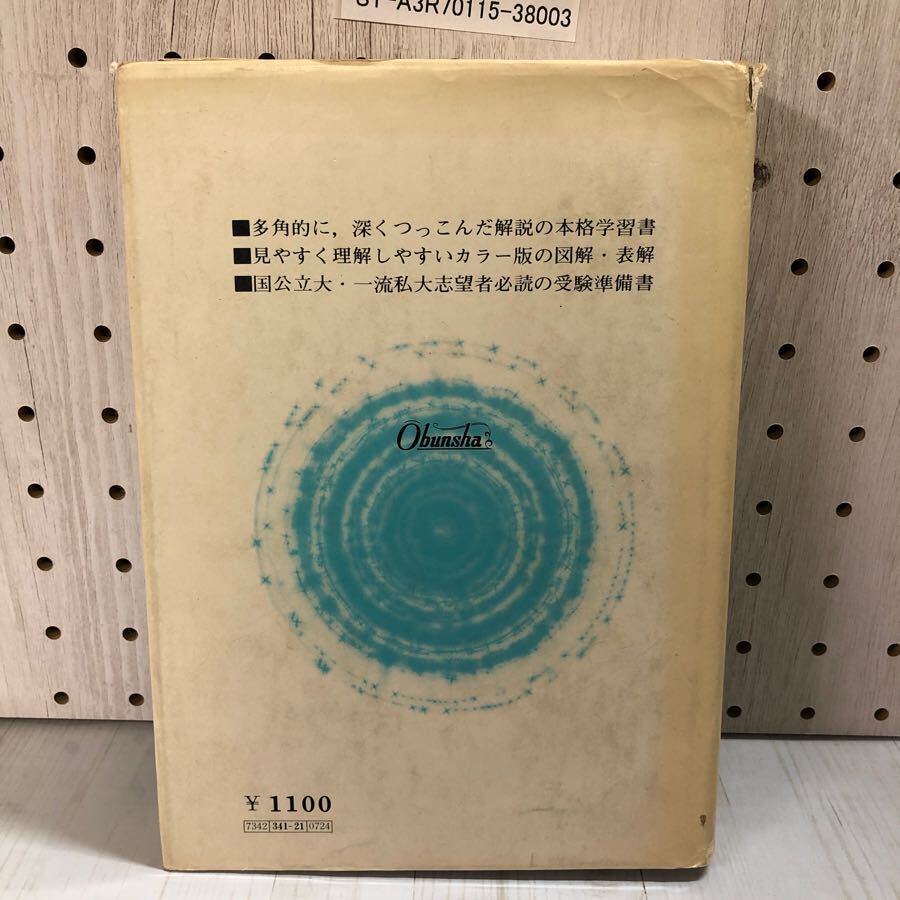 ST-A3R70115-38003
■多角的に，深くつっこんだ解説の本格学習書
■見やすく理解しやすいカラー版の図解・表解
■国公立大・一流私大志望者必読の受験準備書
Obunsha
￥1100
7342 341-21 0724